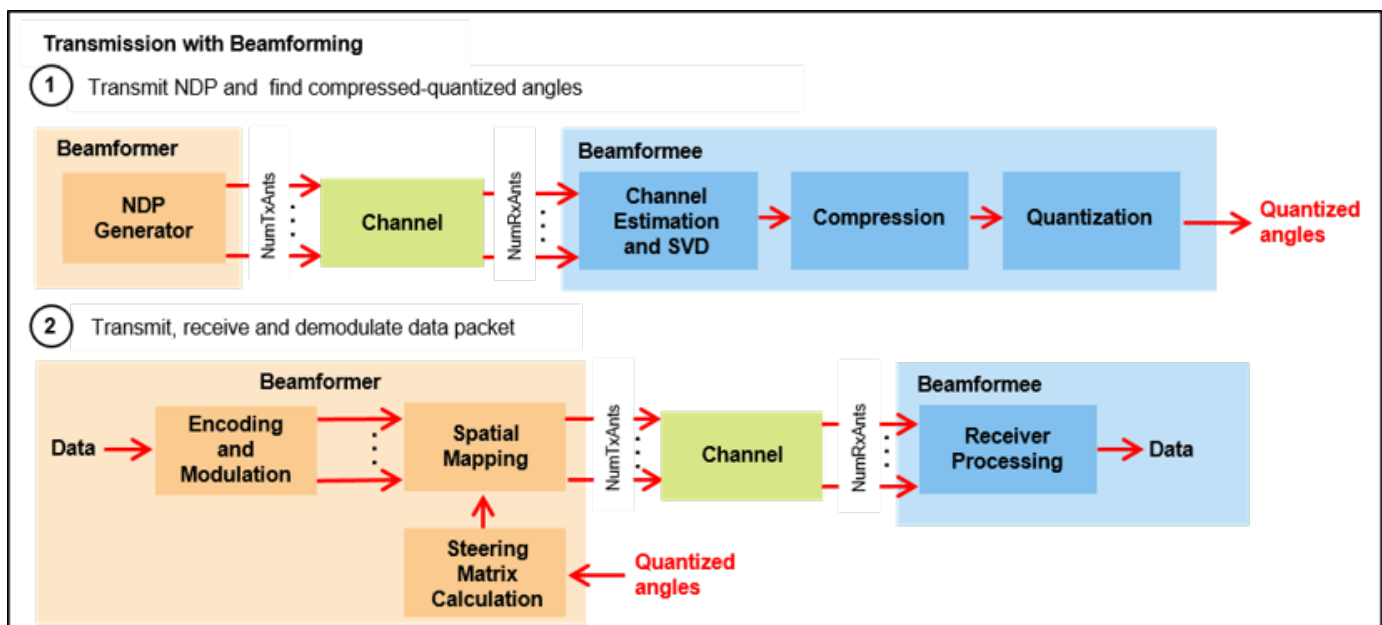 Transmission with Beamforming
1
Transmit NDP and find compressed-quantized angles
Beamformer
NDP
Generator
NumTxAnts
Channel
NumRxAnts
Beamformee
Channel
Estimation
and SVD
Compression
Quantization
Quantized
angles
2
Transmit, receive and demodulate data packet
Beamformer
Data
Encoding
and
Modulation
Spatial
Mapping
Steering
Matrix
Calculation
Quantized
angles
NumTxAnts
Channel
NumRxAnts
Beamformee
Receiver
Processing
Data